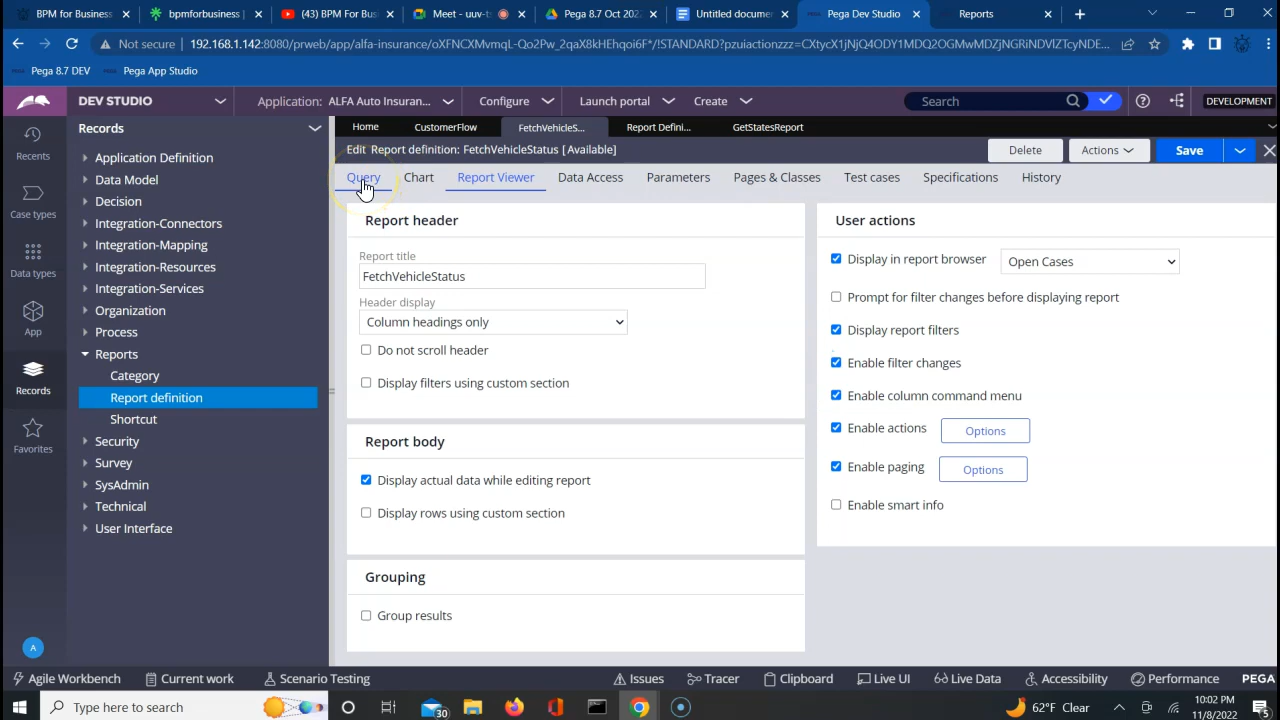 BPM for Business
bpmforbusiness |
(43) BPM For Bus
Meet - uuv-t
Pega 8.7 Oct 202
Untitled docume
Pega Dev Studio
Reports
Not secure | 192.168.1.142:8080/prweb/app/alfa-insurance/
Pega 8.7 DEV
Pega App Studio
DEV STUDIO
Application: ALFA Auto Insuran...
Configure
Launch portal
Create
Search
DEVELOPMENT
Recents
Case types
Data types
App
Records
Favorites
A
Records
Application Definition
Data Model
Decision
Integration-Connectors
Integration-Mapping
Integration-Resources
Integration-Services
Organization
Process
Reports
Category
Report definition
Shortcut
Security
Survey
SysAdmin
Technical
User Interface
Home
CustomerFlow
FetchVehicleS...
Report Defini...
GetStatesReport
Edit Report definition: FetchVehicleStatus [Available]
Delete
Actions
Save
Query
Chart
Report Viewer
Data Access
Parameters
Pages & Classes
Test cases
Specifications
History
Report header
Report title
FetchVehicleStatus
Header display
Column headings only
Do not scroll header
Display filters using custom section
Report body
Display actual data while editing report
Display rows using custom section
Grouping
Group results
User actions
Display in report browser
Open Cases
Prompt for filter changes before displaying report
Display report filters
Enable filter changes
Enable column command menu
Enable actions
Options
Enable paging
Options
Enable smart info
Agile Workbench
Current work
Scenario Testing
Issues
Tracer
Clipboard
Live UI
Live Data
Accessibility
Performance
PEGA
Type here to search
30
72°F Clear
10:02 PM
11/8/2022
5